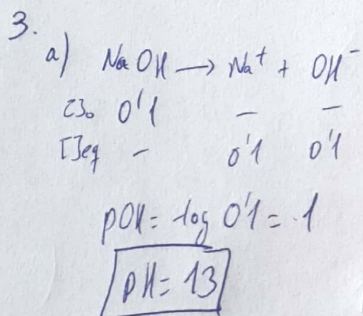 3.
a) NaOH → Na⁺ + OH⁻
[]₀ 0'1 — —
[]eq - 0'1 0'1
pOH = -log 0'1 = 1
pH = 13